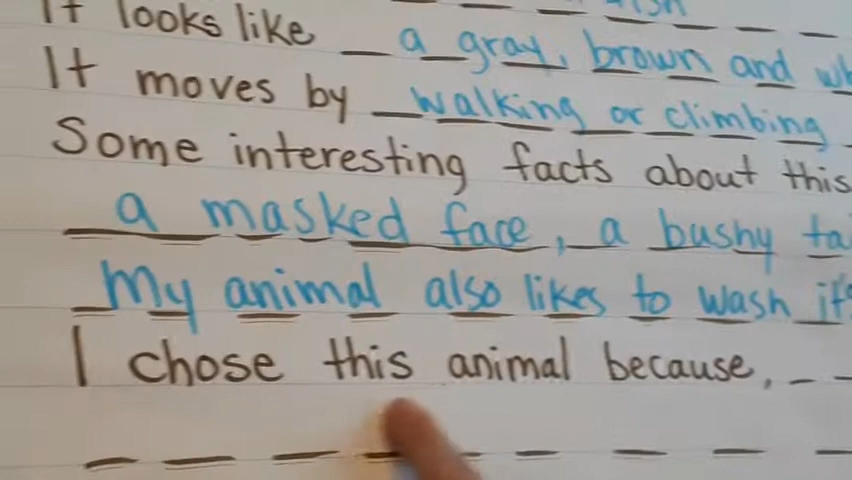 It looks like a gray, brown and
It moves by walking or climbing
Some interesting facts about this
a masked face, a bushy
My animal also likes to wash it's
I chose this animal because,